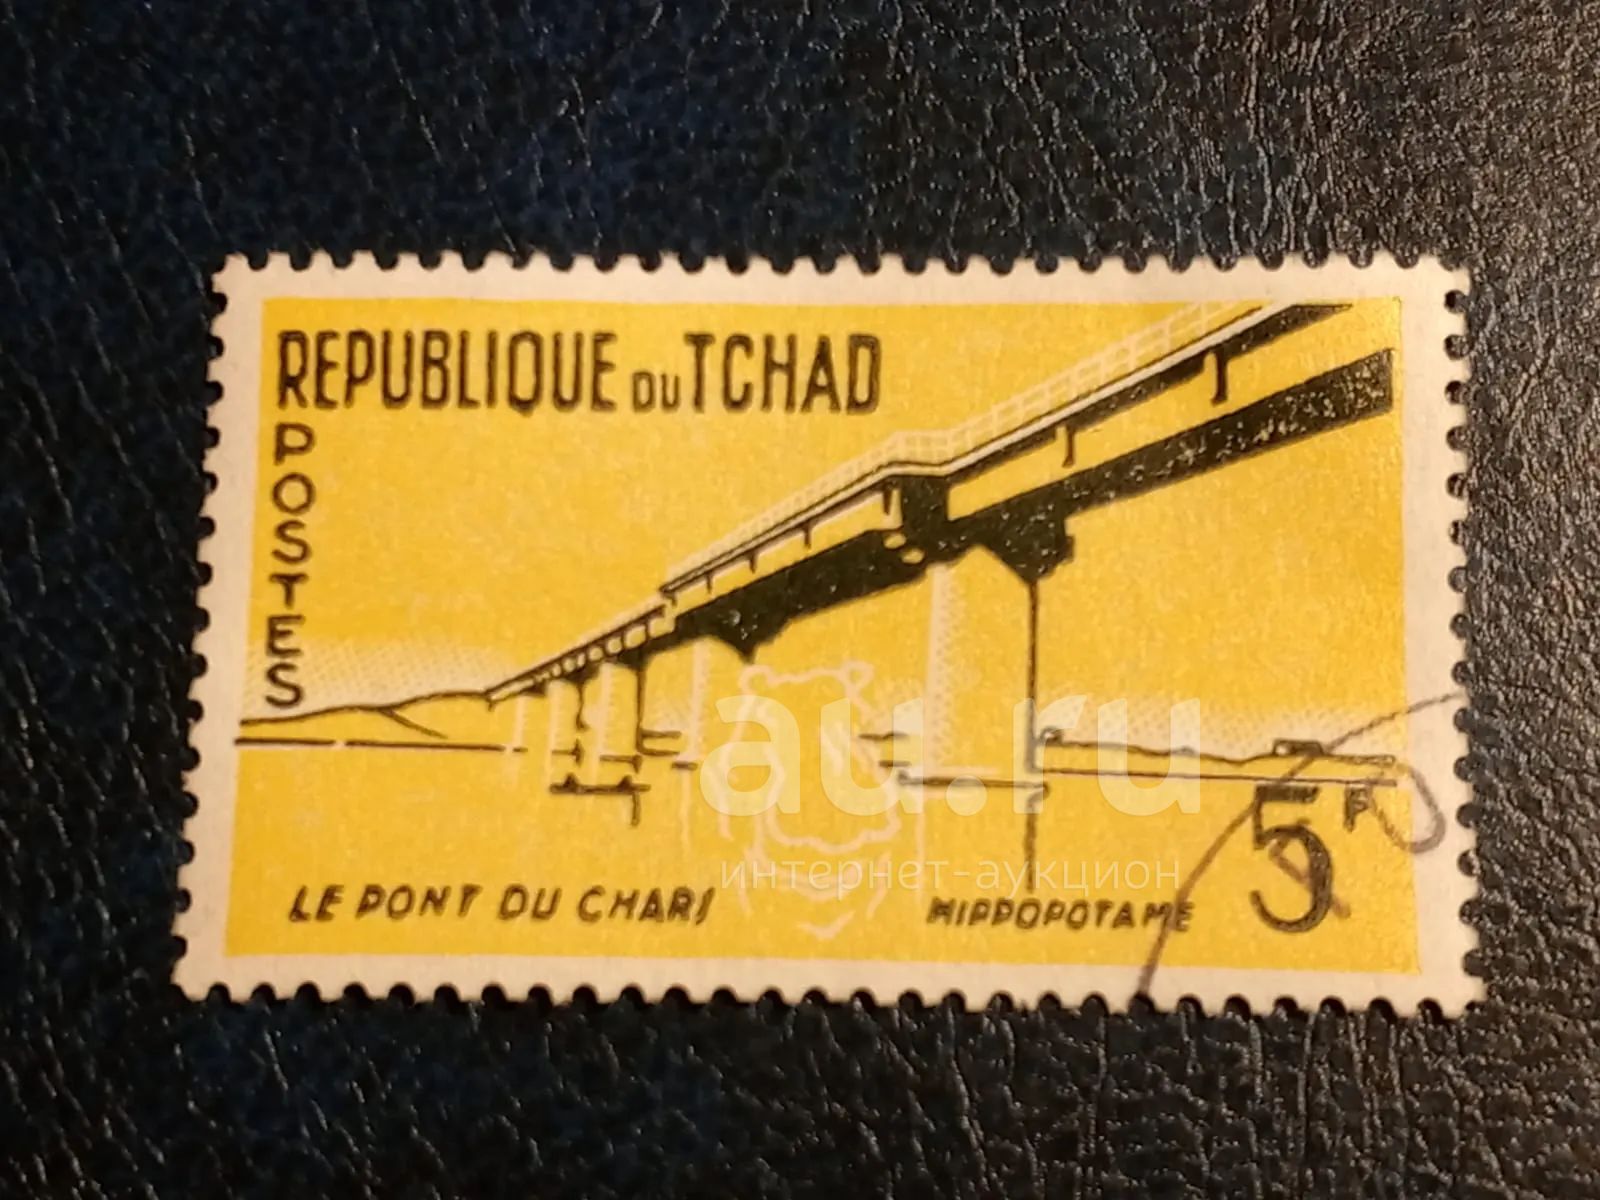 REPUBLIQUE DU TCHAD
POSTES
au.ru
интернет-аукцион
LE PONT DU CHARI
HIPPOPOTAME
5F